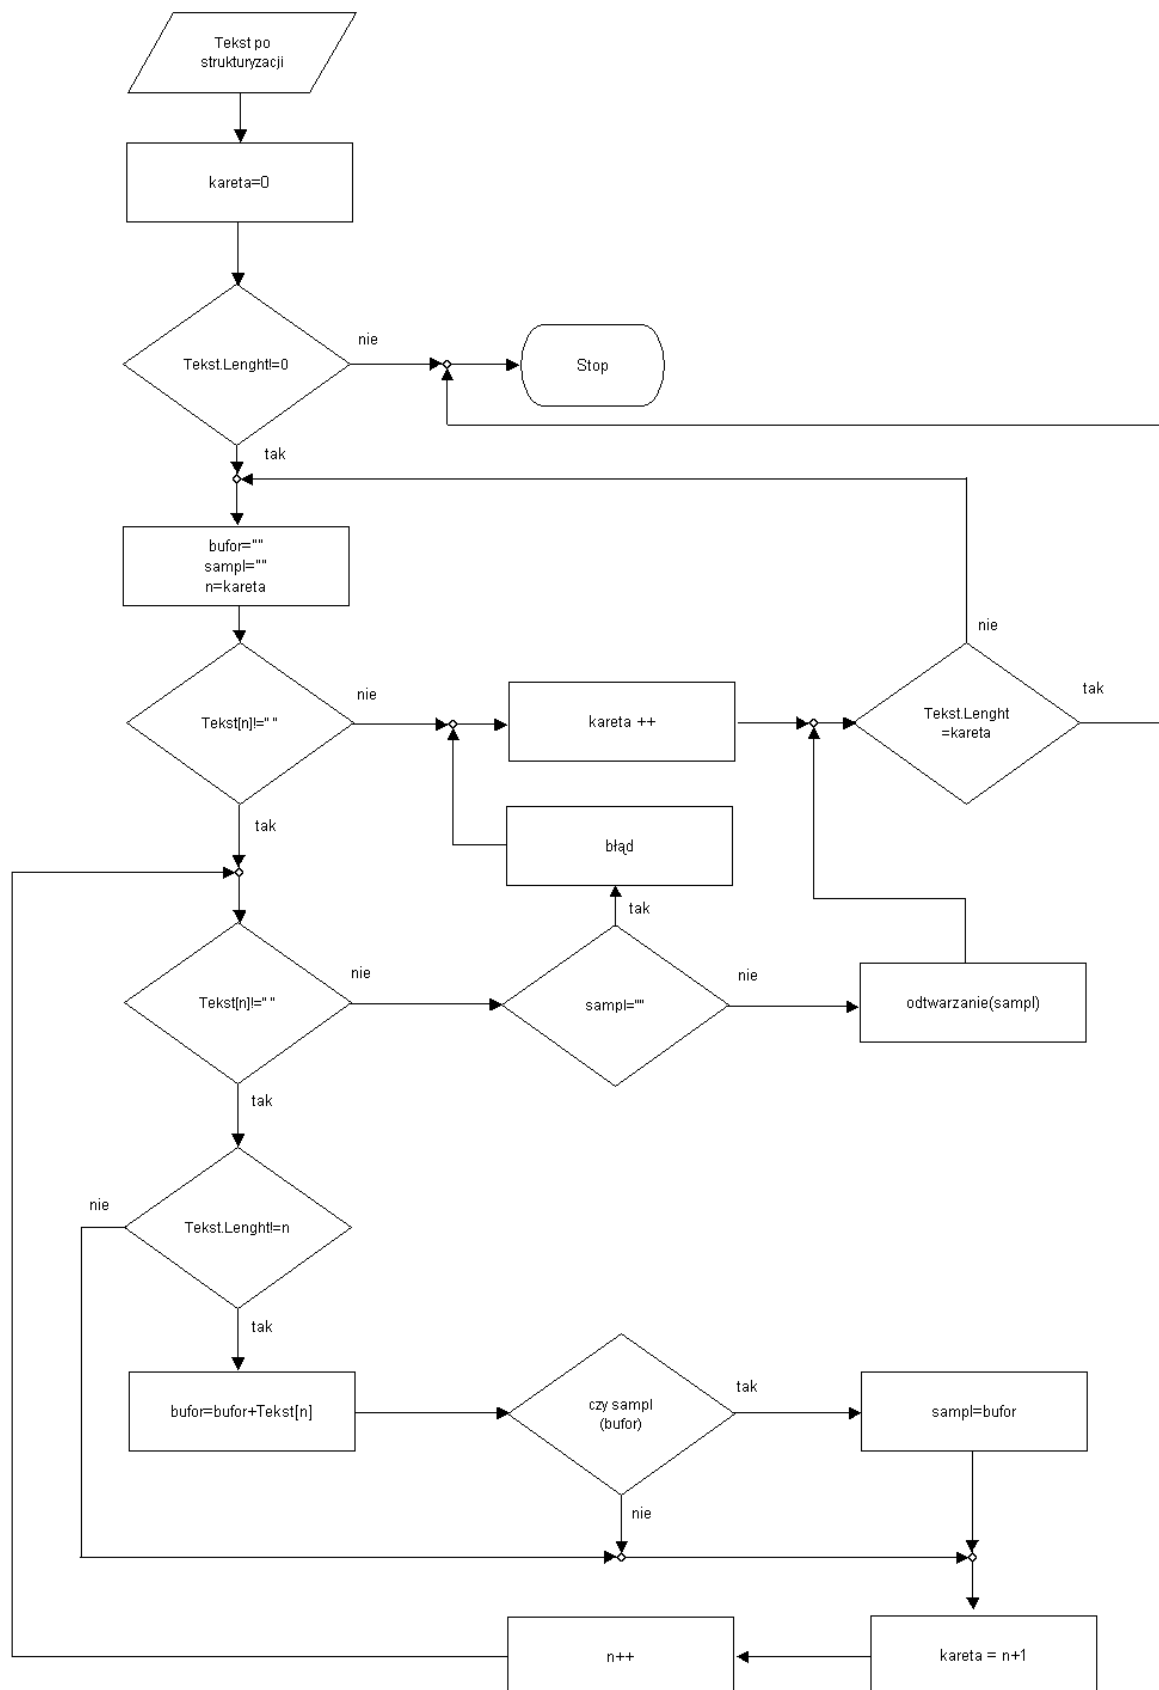 Tekst po
strukturyzacji
kareta=0
Tekst.Lenght!=0
nie
Stop
tak
bufor=""
sampl=""
n=kareta
nie
Tekst[n]!=" "
nie
kareta ++
Tekst.Lenght
=kareta
tak
tak
błąd
tak
Tekst[n]!=" "
nie
sampl=""
nie
odtwarzanie(sampl)
tak
nie
Tekst.Lenght!=n
tak
bufor=bufor+Tekst[n]
czy sampl
(bufor)
tak
sampl=bufor
nie
n++
kareta = n+1